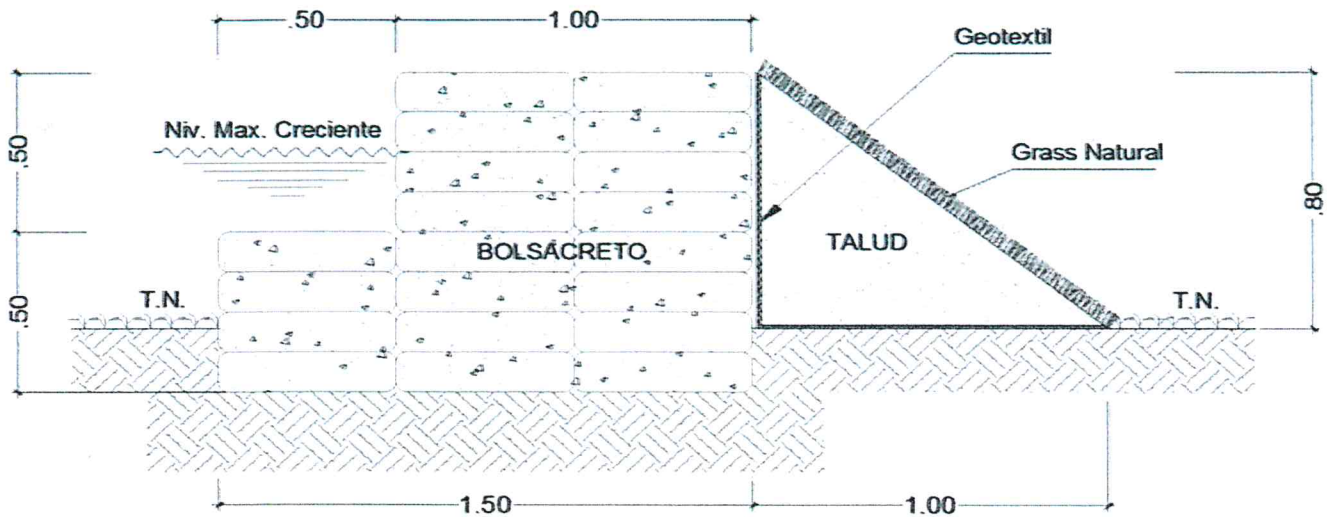 .50
1.00
Geotextil
Niv. Max. Creciente
.50
Grass Natural
.80
BOLSACRETO
TALUD
T.N.
T.N.
.50
1.50
1.00